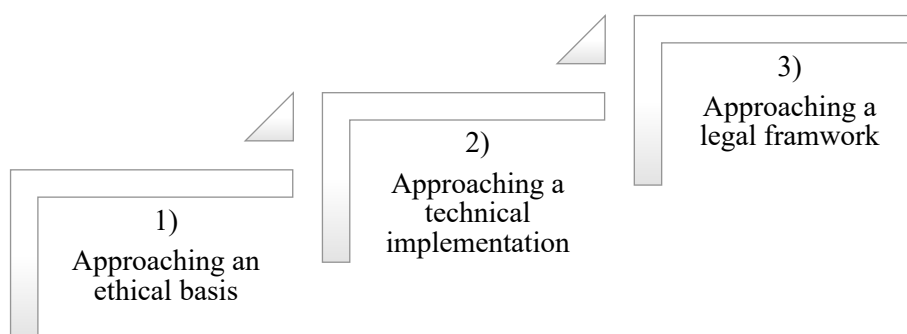 1)
Approaching an
ethical basis
2)
Approaching a
technical
implementation
3)
Approaching a
legal framwork